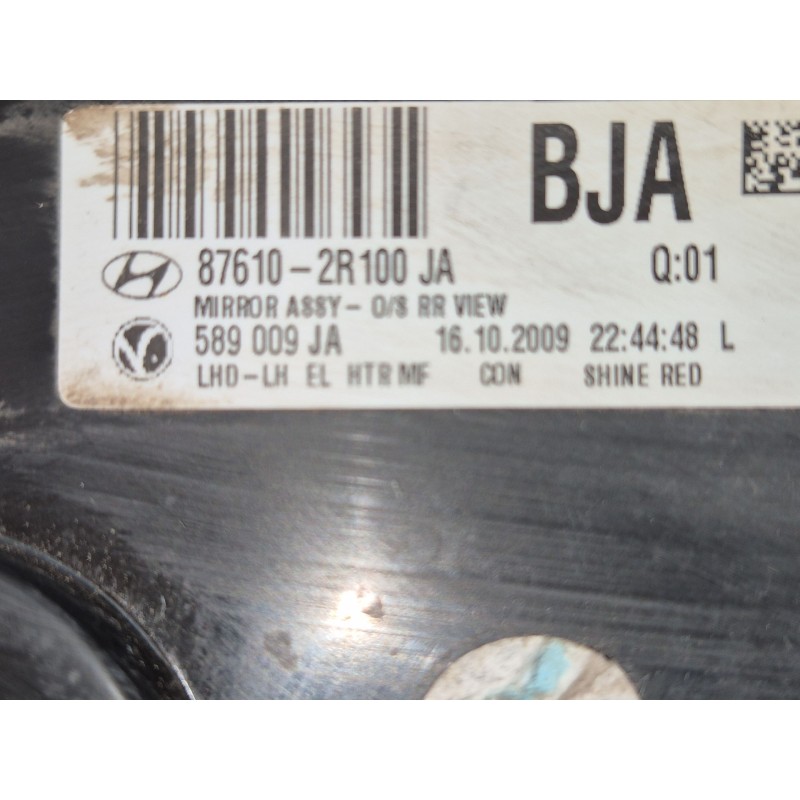 BJA
87610-2R100 JA Q:01
MIRROR ASSY- O/S RR VIEW
589 009 JA 16.10.2009 22:44:48 L
LHD-LH EL HTR MF CON SHINE RED